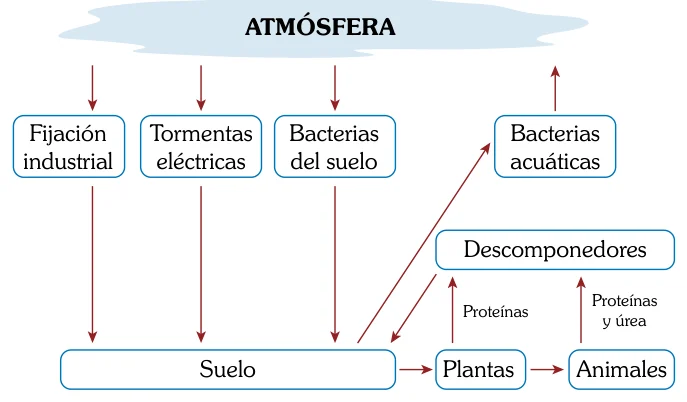 ATMÓSFERA
Fijación
industrial
Tormentas
eléctricas
Bacterias
del suelo
Bacterias
acuáticas
Descomponedores
Proteínas
Proteínas
y úrea
Suelo
Plantas
Animales